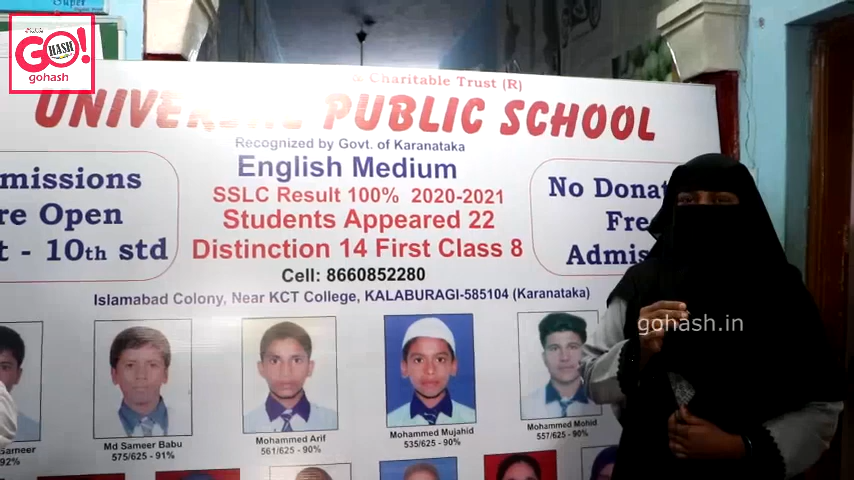 GO!
HASH
gohash
Super
& Charitable Trust (R)
PUBLIC SCHOOL
Recognized by Govt. of Karanataka
English Medium
SSLC Result 100% 2020-2021
Students Appeared 22
Distinction 14 First Class 8
Cell: 8660852280
Islamabad Colony, Near KCT College, KALABURAGI-585104 (Karanataka)
missions
re Open
t - 10th std
No Donat
Fre
Admis
gohash.in
ameer
92%
Md Sameer Babu
575/625 - 91%
Mohammed Arif
561/625 - 90%
Mohammed Mujahid
535/625 - 90%
Mohammed Mohid
557/625 - 90%